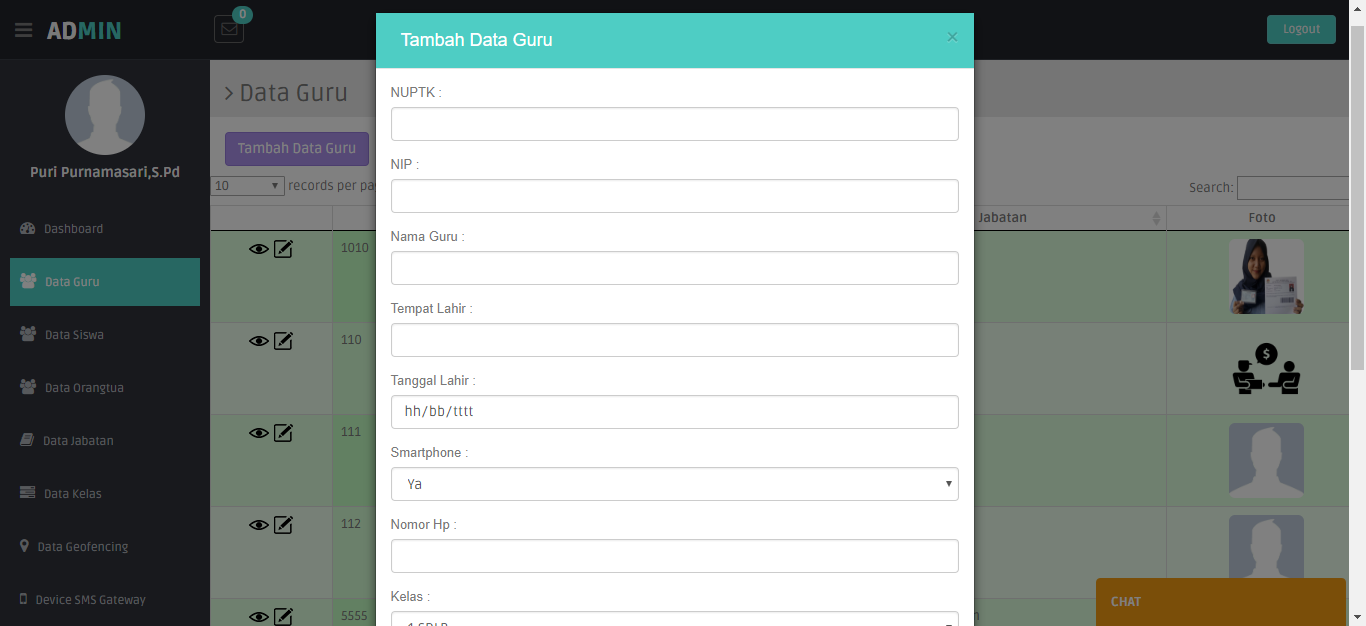 ADMIN
0
Logout
Tambah Data Guru
×
Puri Purnamasari,S.Pd
Dashboard
Data Guru
Data Siswa
Data Orangtua
Data Jabatan
Data Kelas
Data Geofencing
Device SMS Gateway
> Data Guru
Tambah Data Guru
10 records per pa
Search:
Jabatan
Foto
1010
110
$
111
112
5555
NUPTK :
NIP :
Nama Guru :
Tempat Lahir :
Tanggal Lahir :
hh/bb/tttt
Smartphone :
Ya
Nomor Hp :
Kelas :
CHAT